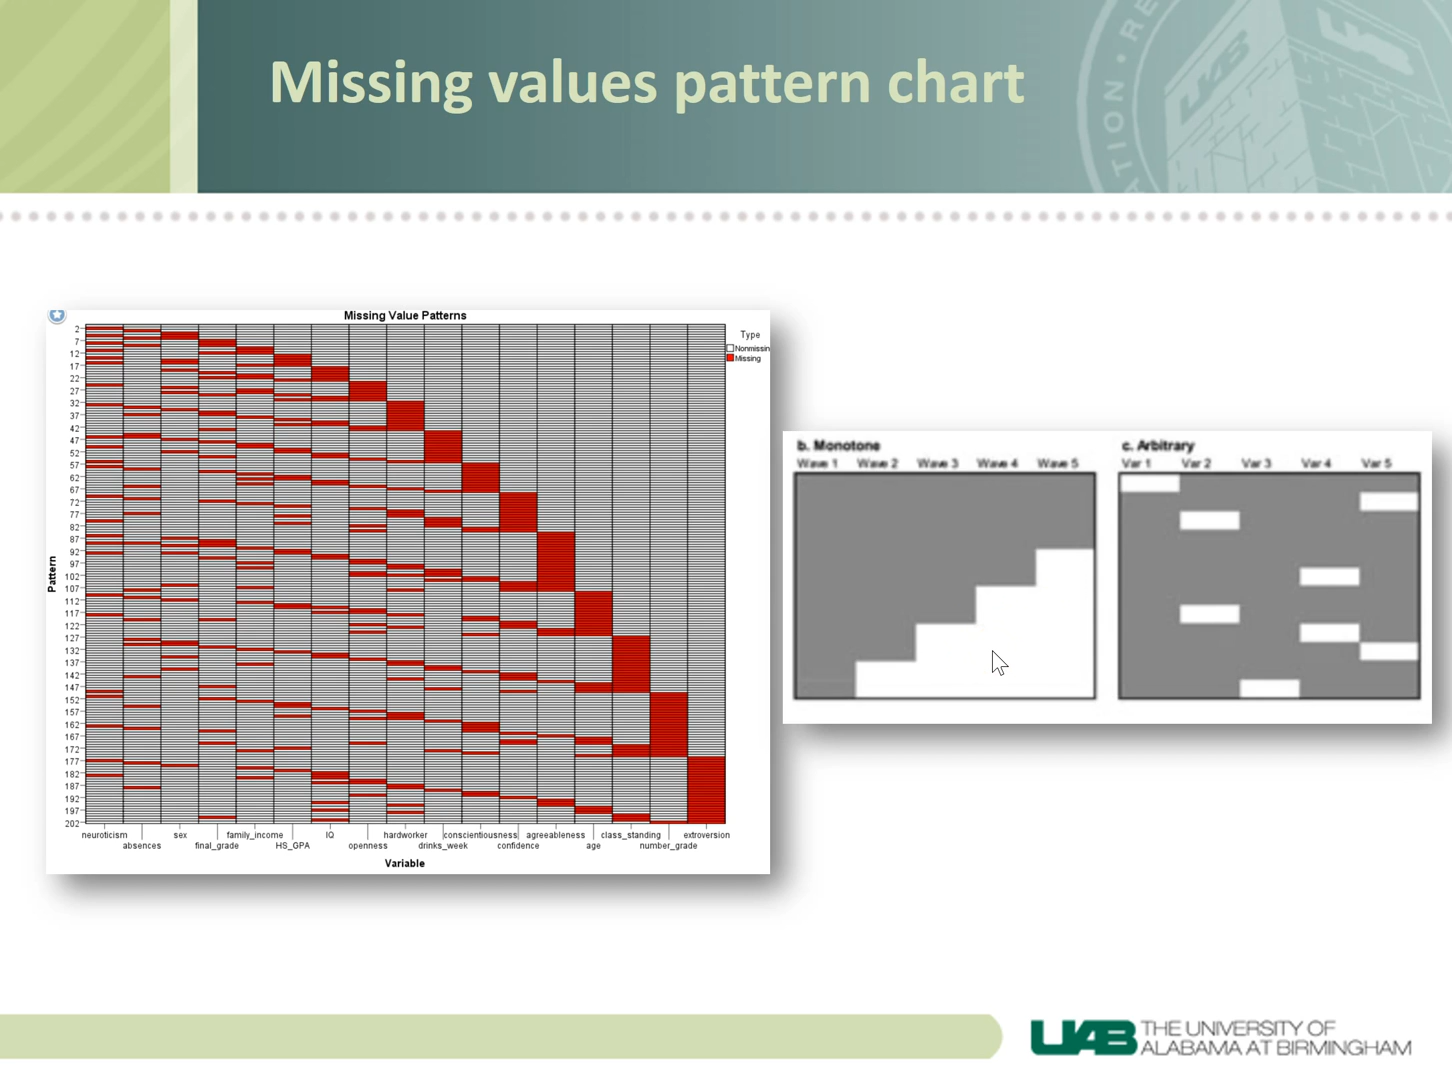 Missing values pattern chart
UAB
ATION • RE
Missing Value Patterns
Type
Nonmissin
Missing
2
7
12
17
22
27
32
37
42
47
52
57
62
67
72
77
82
87
92
97
102
107
112
117
122
127
132
137
142
147
152
157
162
167
172
177
182
187
192
197
202
Pattern
neuroticism sex family_income IQ hardworker conscientiousness agreeableness class_standing extroversion
absences final_grade HS_GPA openness drinks_week confidence age number_grade
Variable
b. Monotone
Wave 1 Wave 2 Wave 3 Wave 4 Wave 5
c. Arbitrary
Var 1 Var 2 Var 3 Var 4 Var 5
UAB THE UNIVERSITY OF
ALABAMA AT BIRMINGHAM